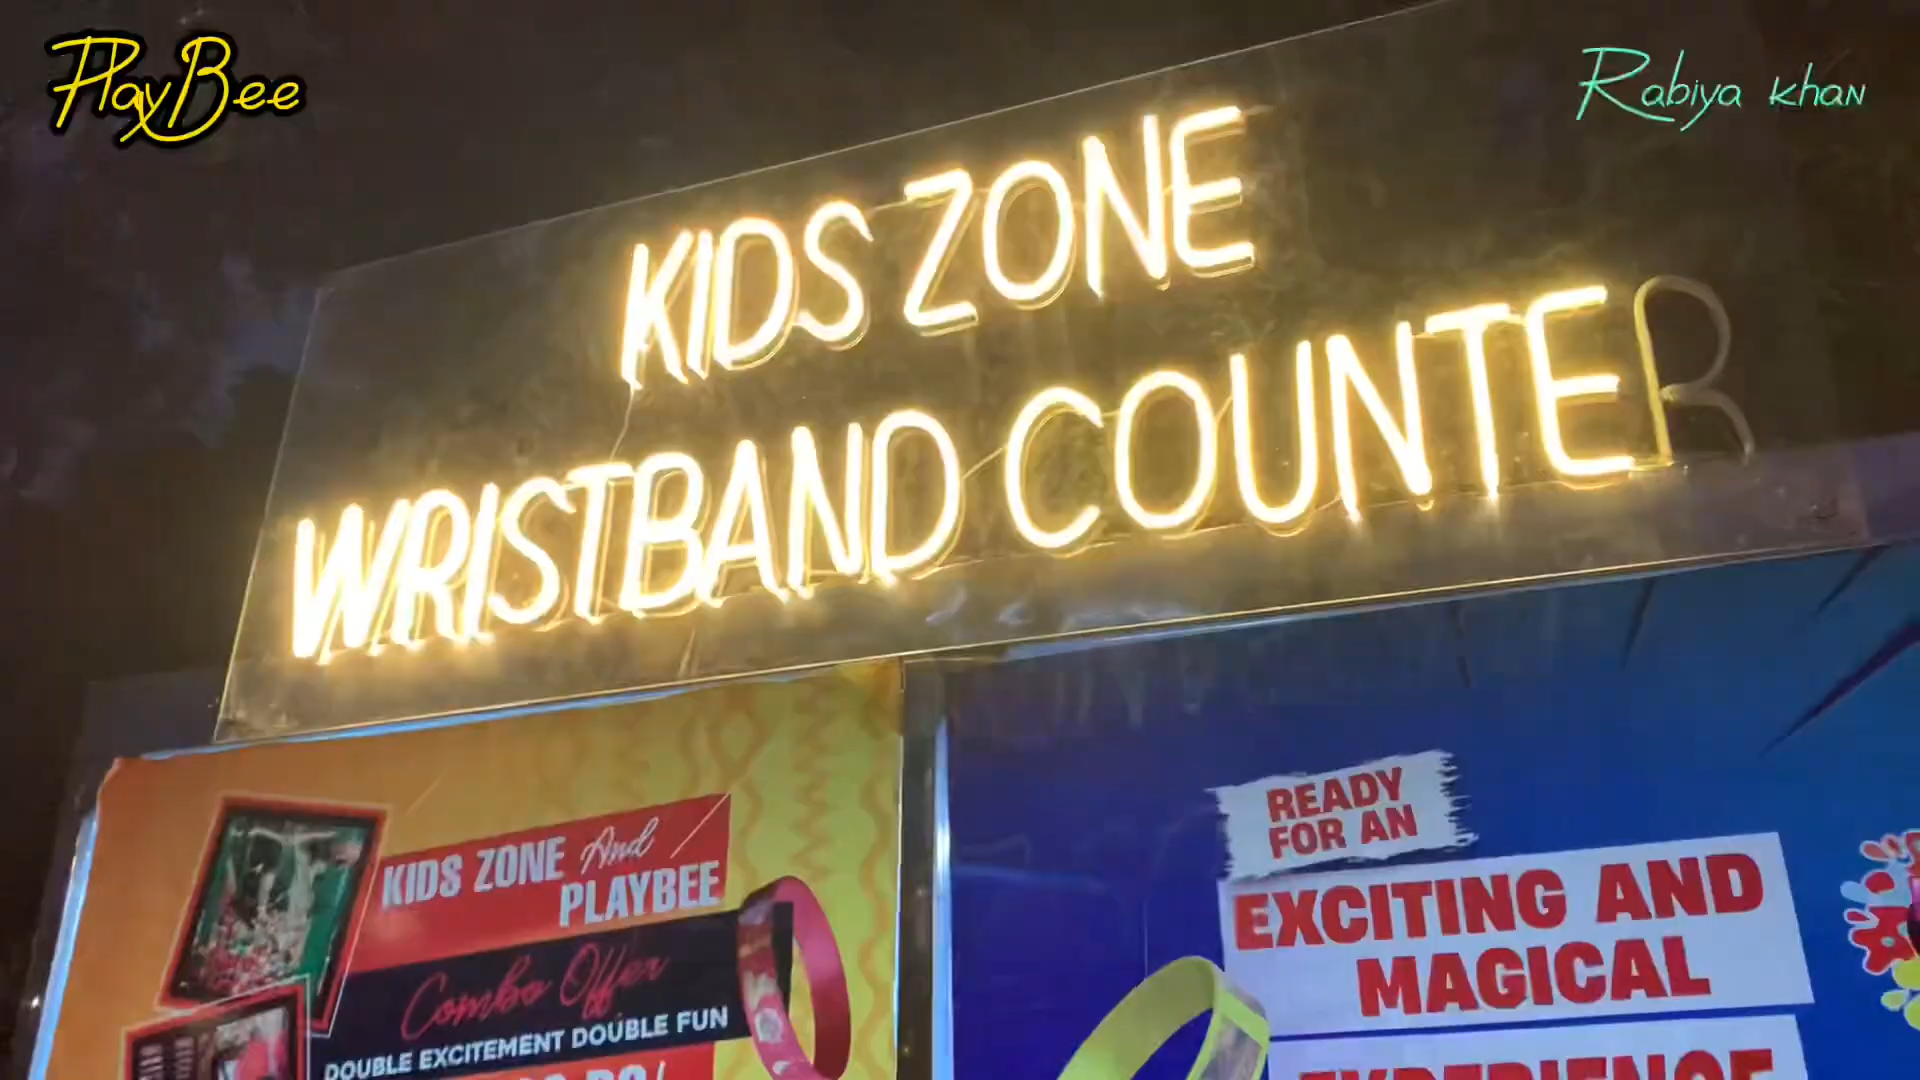 PlayBee
Rabiya khan
KIDS ZONE
WRISTBAND COUNTER
KIDS ZONE And
PLAYBEE
Combo Offer
DOUBLE EXCITEMENT DOUBLE FUN
READY
FOR AN
EXCITING AND
MAGICAL
EXPERIENCE